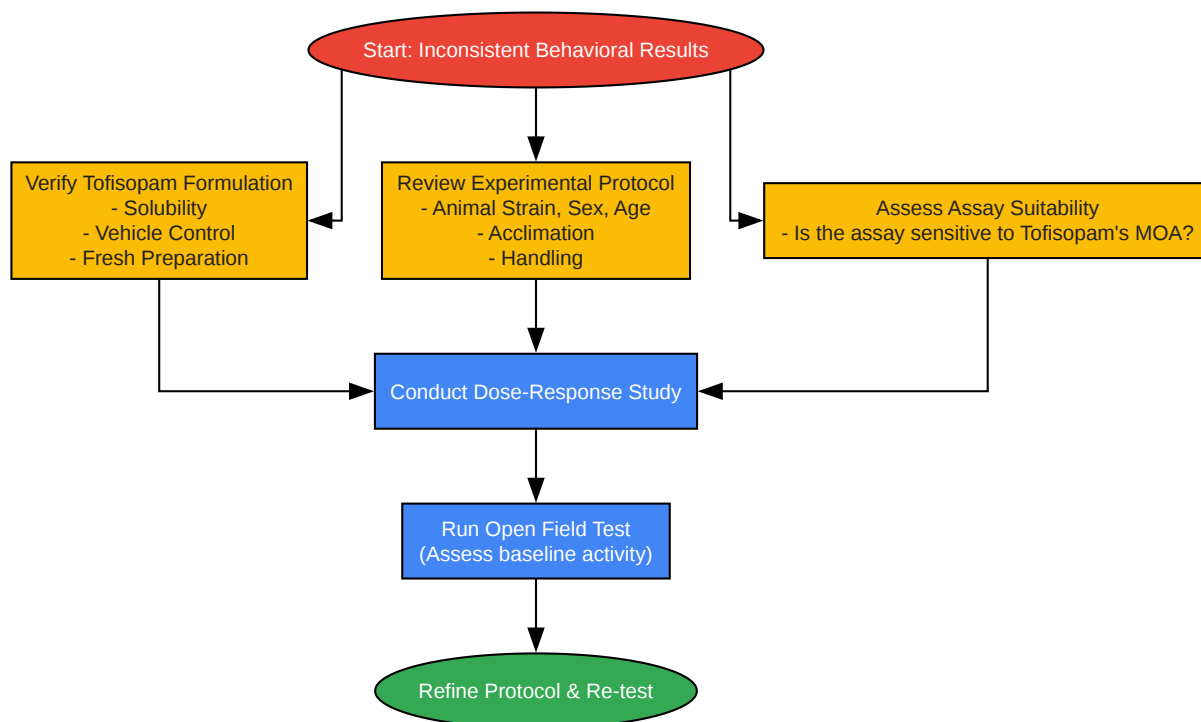 Start: Inconsistent Behavioral Results
Verify Tofisopam Formulation
- Solubility
- Vehicle Control
- Fresh Preparation
Review Experimental Protocol
- Animal Strain, Sex, Age
- Acclimation
- Handling
Assess Assay Suitability
- Is the assay sensitive to Tofisopam's MOA?
Conduct Dose-Response Study
Run Open Field Test
(Assess baseline activity)
Refine Protocol & Re-test